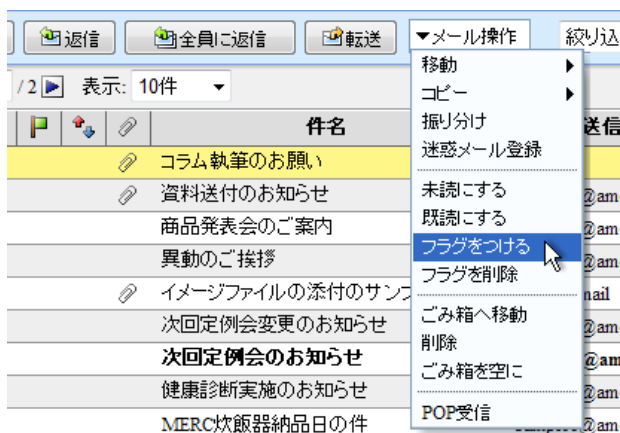 返信 全員に返信 転送 ▼メール操作 絞り込
/ 2 表示: 10件
件名 送信
コラム執筆のお願い
資料送付のお知らせ @am
商品発表会のご案内 @am
異動のご挨拶 @am
イメージファイルの添付のサンプ mail
次回定例会変更のお知らせ @am
次回定例会のお知らせ @am
健康診断実施のお知らせ @am
MERC炊飯器納品日の件 @am
移動
コピー
振り分け
迷惑メール登録
未読にする
既読にする
フラグをつける
フラグを削除
ごみ箱へ移動
削除
ごみ箱を空に
POP受信